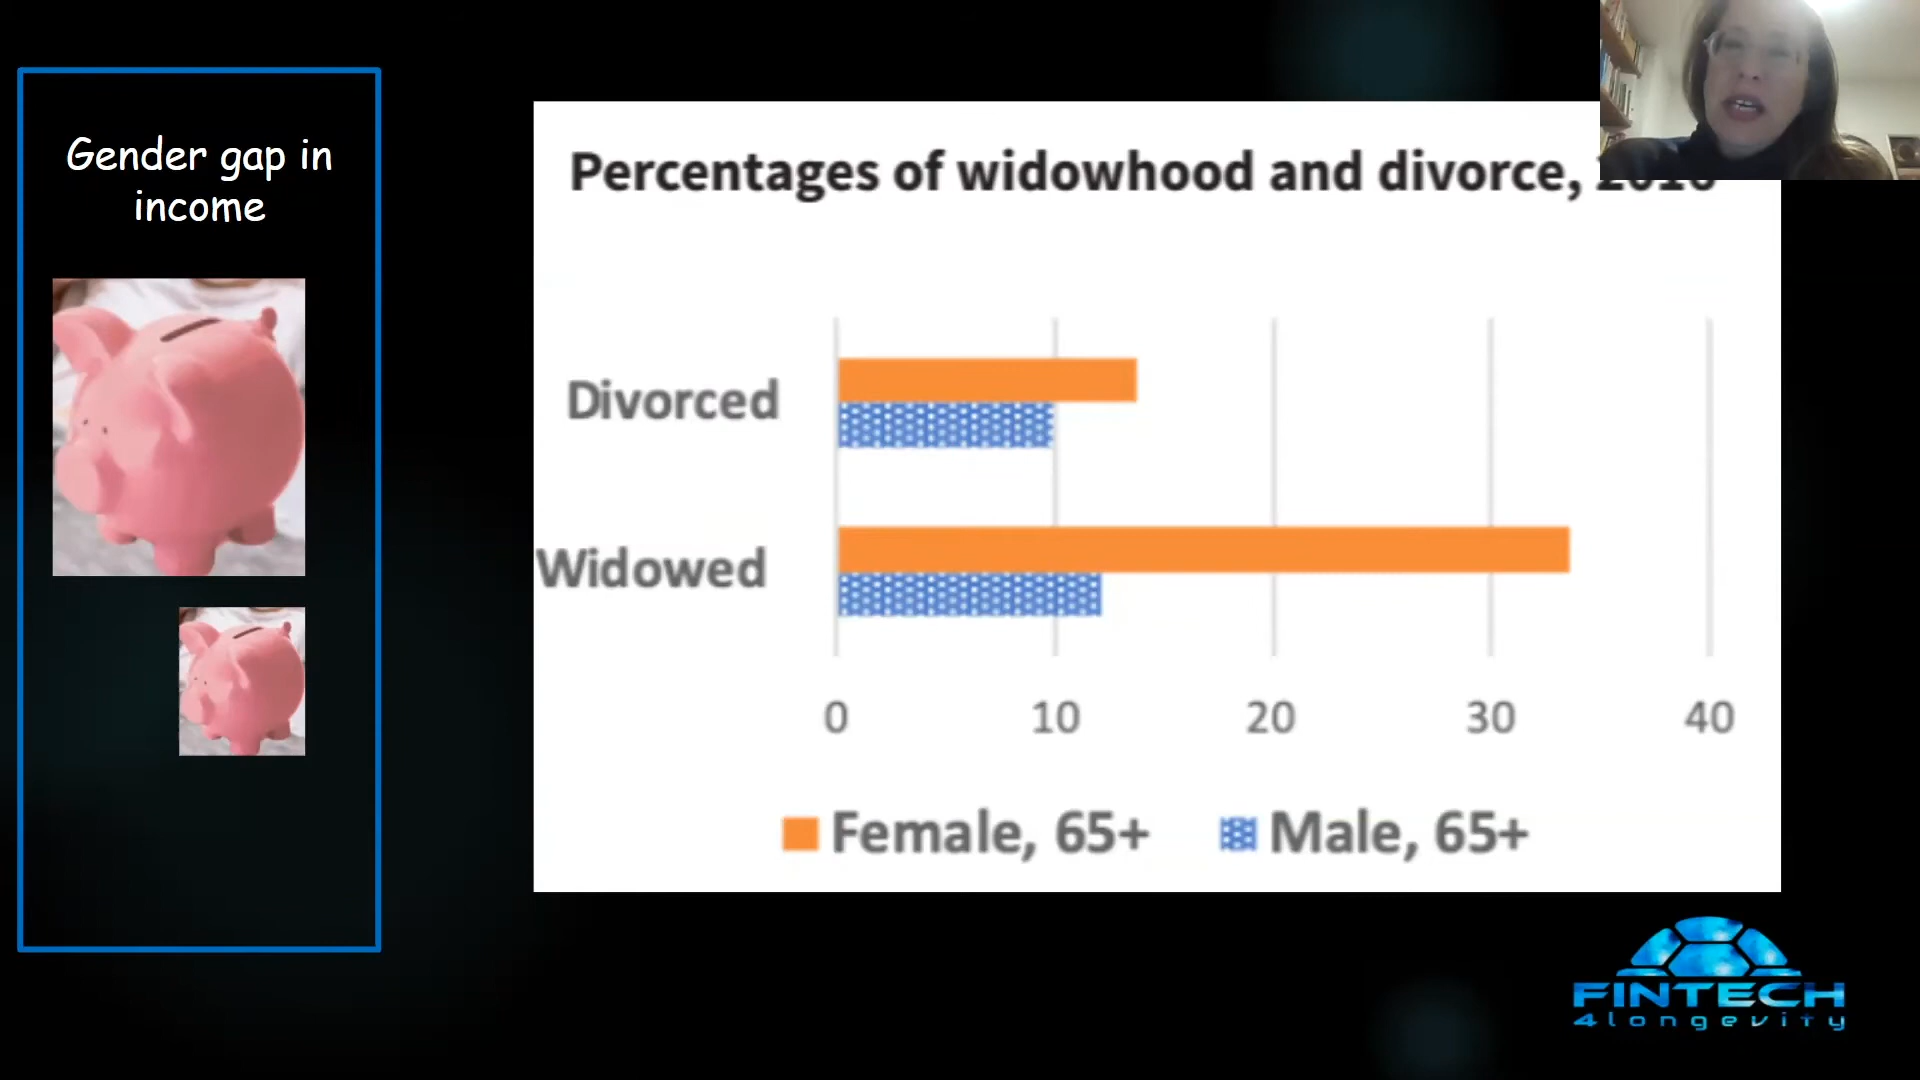 Gender gap in
income
Percentages of widowhood and divorce,
Divorced
Widowed
0 10 20 30 40
Female, 65+ Male, 65+
FINTECH
4longevity